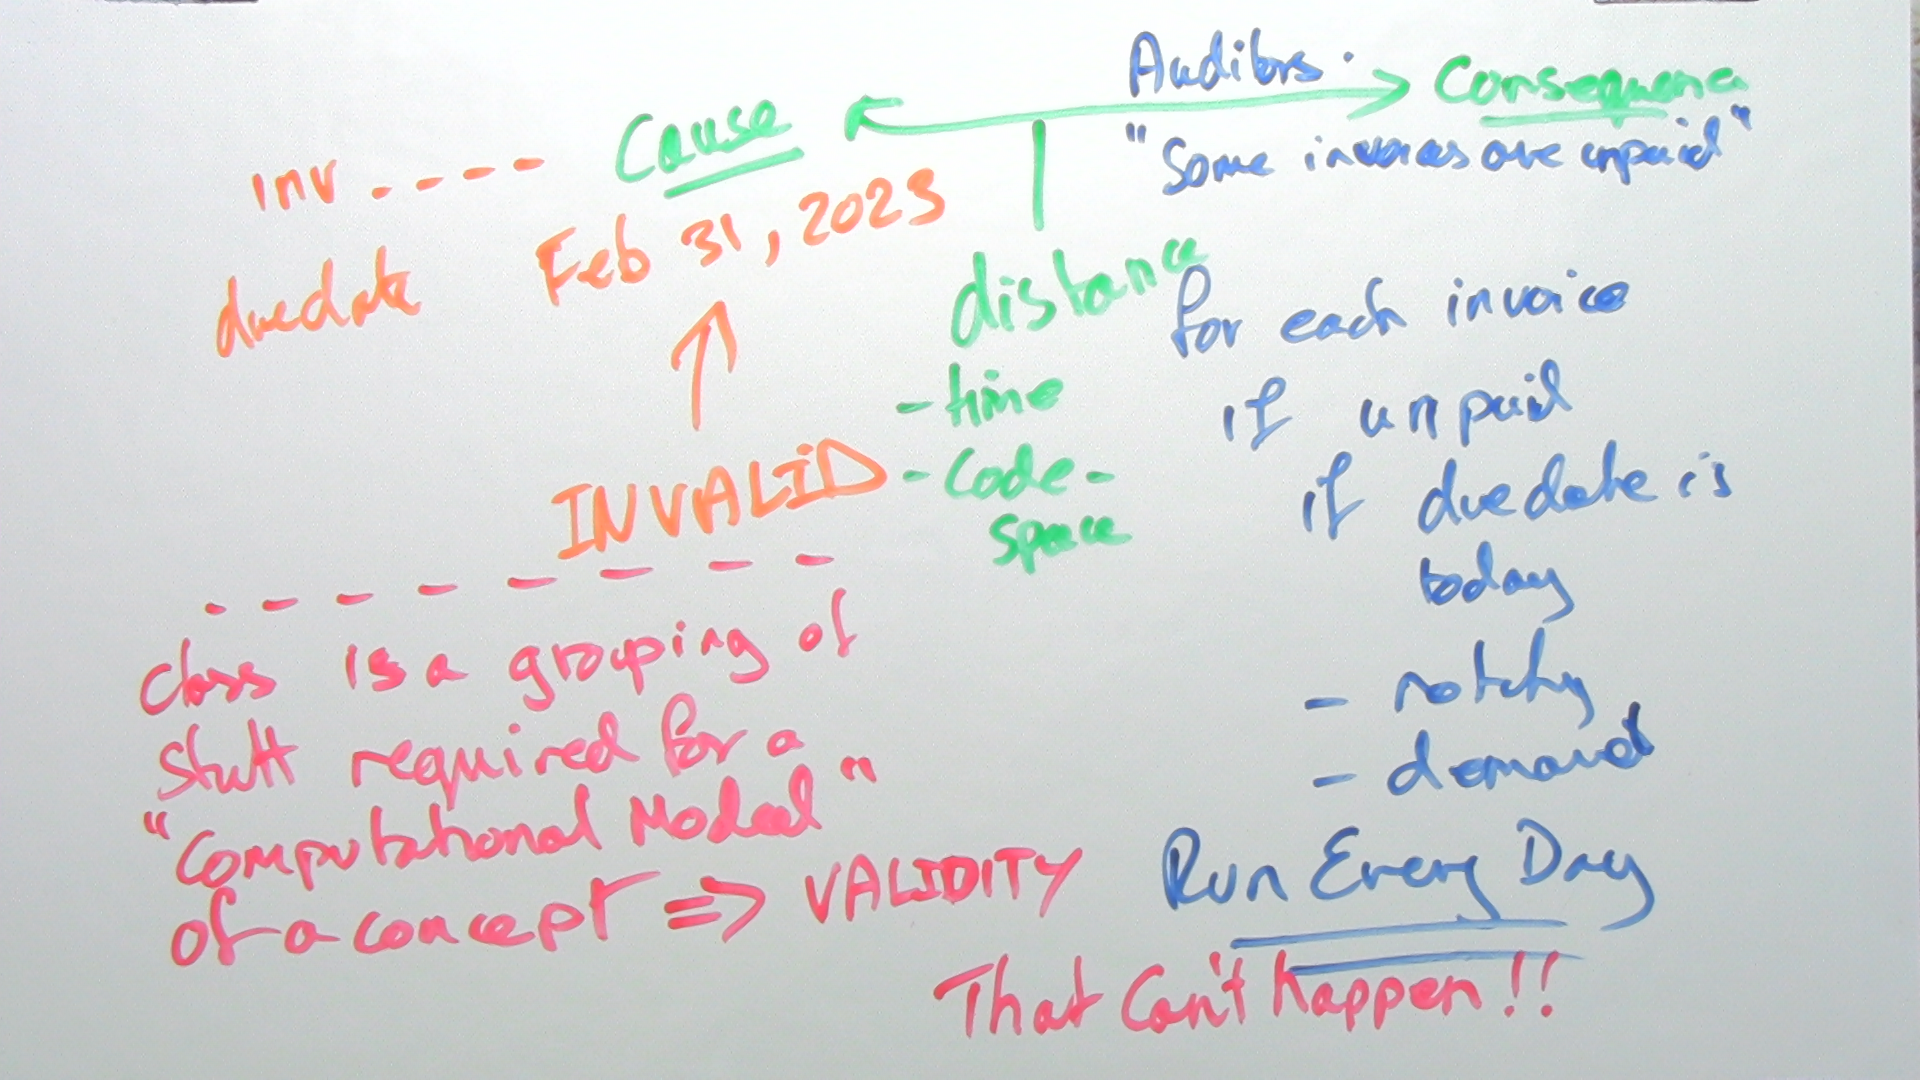 Auditors.
Cause
Consequence
"Some invoices are unpaid"
inv . - - - -
duedate Feb 31, 2023
INVALID
distance
- time
- Code-
space
for each invoice
if unpaid
if duedate is
today
- notify
- demand
Run Every Day
That Can't happen!!
class is a grouping of
stuff required for a
"Computational Model"
of a concept => VALIDITY